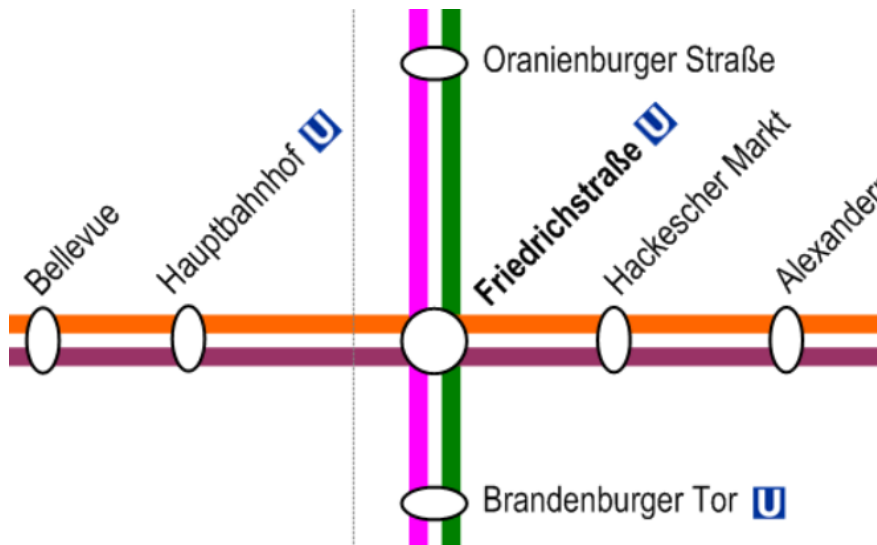 Oranienburger Straße
Bellevue
Hauptbahnhof U
Friedrichstraße U
Hackescher Markt
Brandenburger Tor U